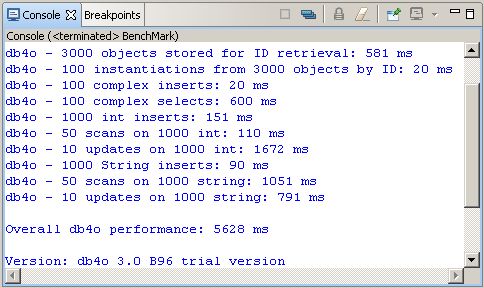 Console Breakpoints
Console (<terminated> BenchMark)
db4o - 3000 objects stored for ID retrieval: 581 ms
db4o - 100 instantiations from 3000 objects by ID: 20 ms
db4o - 100 complex inserts: 20 ms
db4o - 100 complex selects: 600 ms
db4o - 1000 int inserts: 151 ms
db4o - 50 scans on 1000 int: 110 ms
db4o - 10 updates on 1000 int: 1672 ms
db4o - 1000 String inserts: 90 ms
db4o - 50 scans on 1000 string: 1051 ms
db4o - 10 updates on 1000 string: 791 ms
Overall db4o performance: 5628 ms
Version: db4o 3.0 B96 trial version